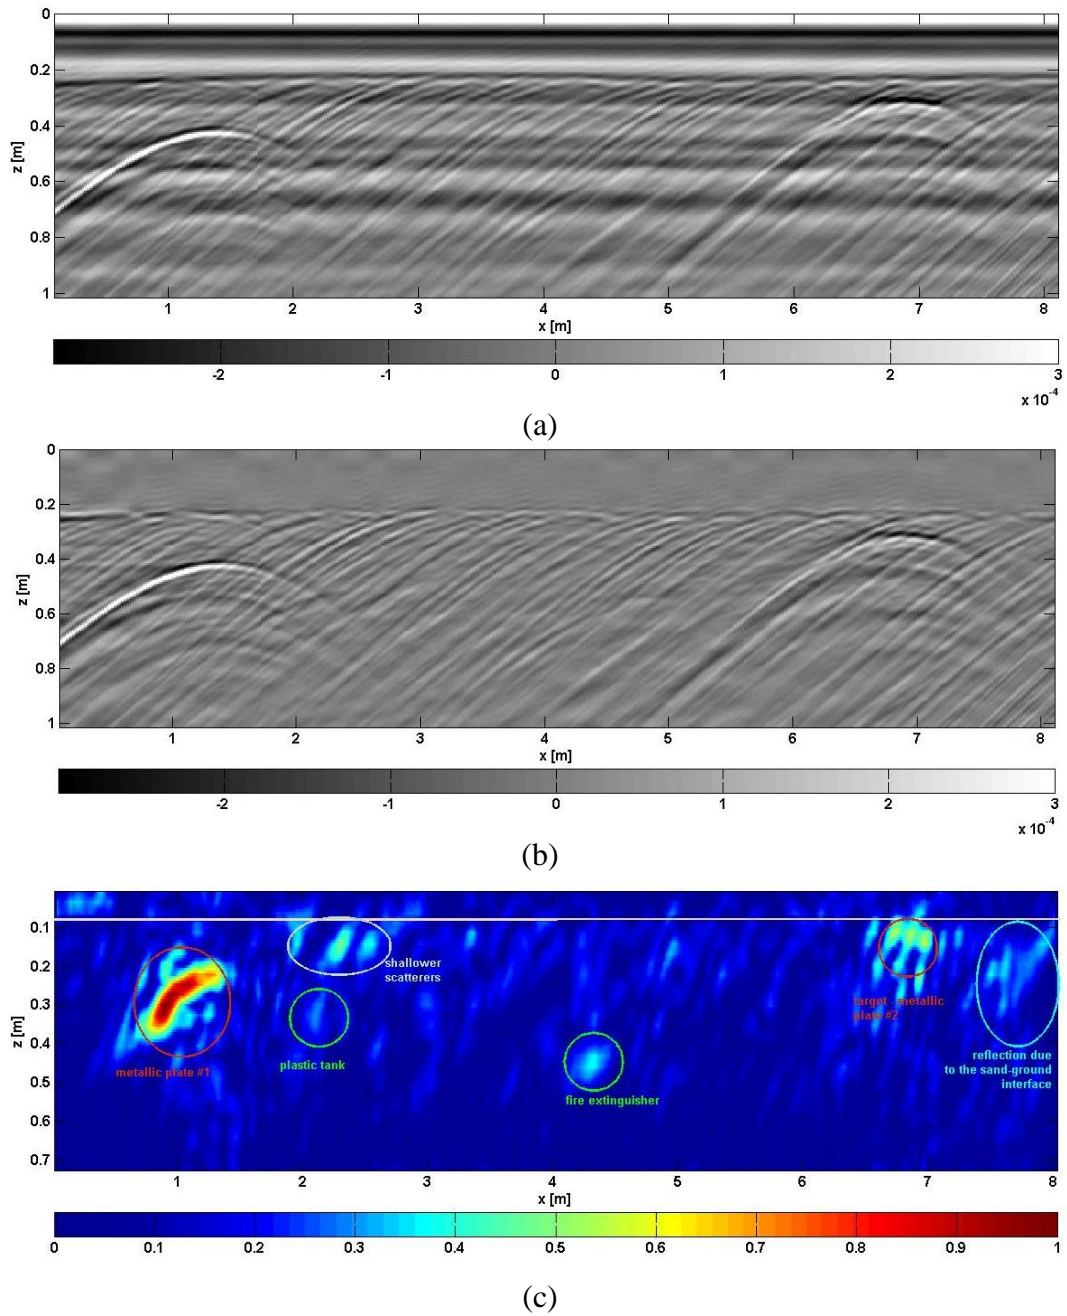 0
0.2
0.4
0.6
0.8
1
z [m]
1 2 3 4 5 6 7 8
x [m]
-2 -1 0 1 2 3
x 10-4
(a)
0
0.2
0.4
0.6
0.8
1
z [m]
1 2 3 4 5 6 7 8
x [m]
-2 -1 0 1 2 3
x 10-4
(b)
0.1
0.2
0.3
0.4
0.5
0.6
0.7
z [m]
shallower
scatterers
target - metallic
plate #2
metallic plate #1
plastic tank
fire extinguisher
reflection due
to the sand-ground
interface
1 2 3 4 5 6 7 8
x [m]
0 0.1 0.2 0.3 0.4 0.5 0.6 0.7 0.8 0.9 1
(c)